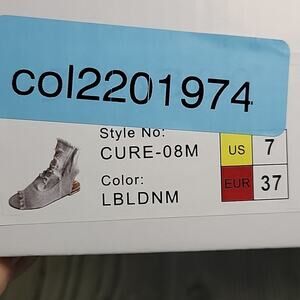 col2201974
Style No:
CURE-08M
US 7
Color:
LBLDNM
EUR 37